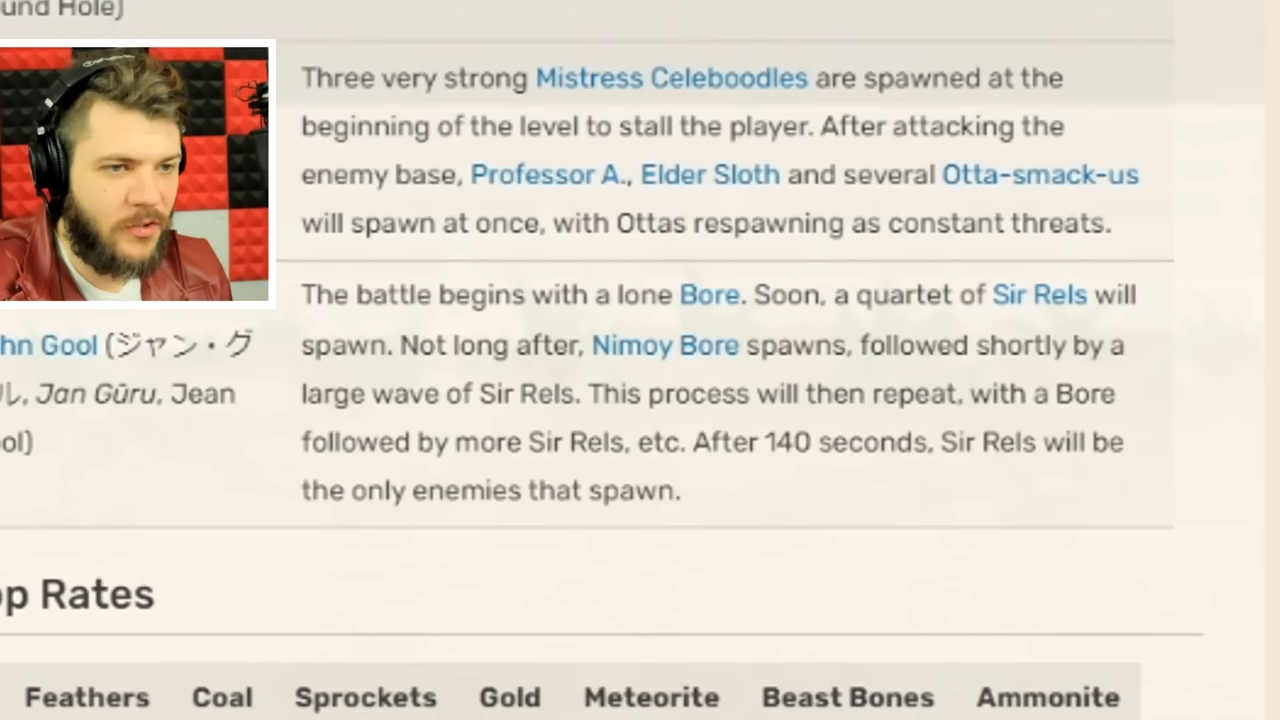 und Hole)
Three very strong Mistress Celeboodles are spawned at the
beginning of the level to stall the player. After attacking the
enemy base, Professor A., Elder Sloth and several Otta-smack-us
will spawn at once, with Ottas respawning as constant threats.
hn Gool (ジャン・グ
ル, Jan Gūru, Jean
ool)
The battle begins with a lone Bore. Soon, a quartet of Sir Rels will
spawn. Not long after, Nimoy Bore spawns, followed shortly by a
large wave of Sir Rels. This process will then repeat, with a Bore
followed by more Sir Rels, etc. After 140 seconds, Sir Rels will be
the only enemies that spawn.
op Rates
Feathers Coal Sprockets Gold Meteorite Beast Bones Ammonite